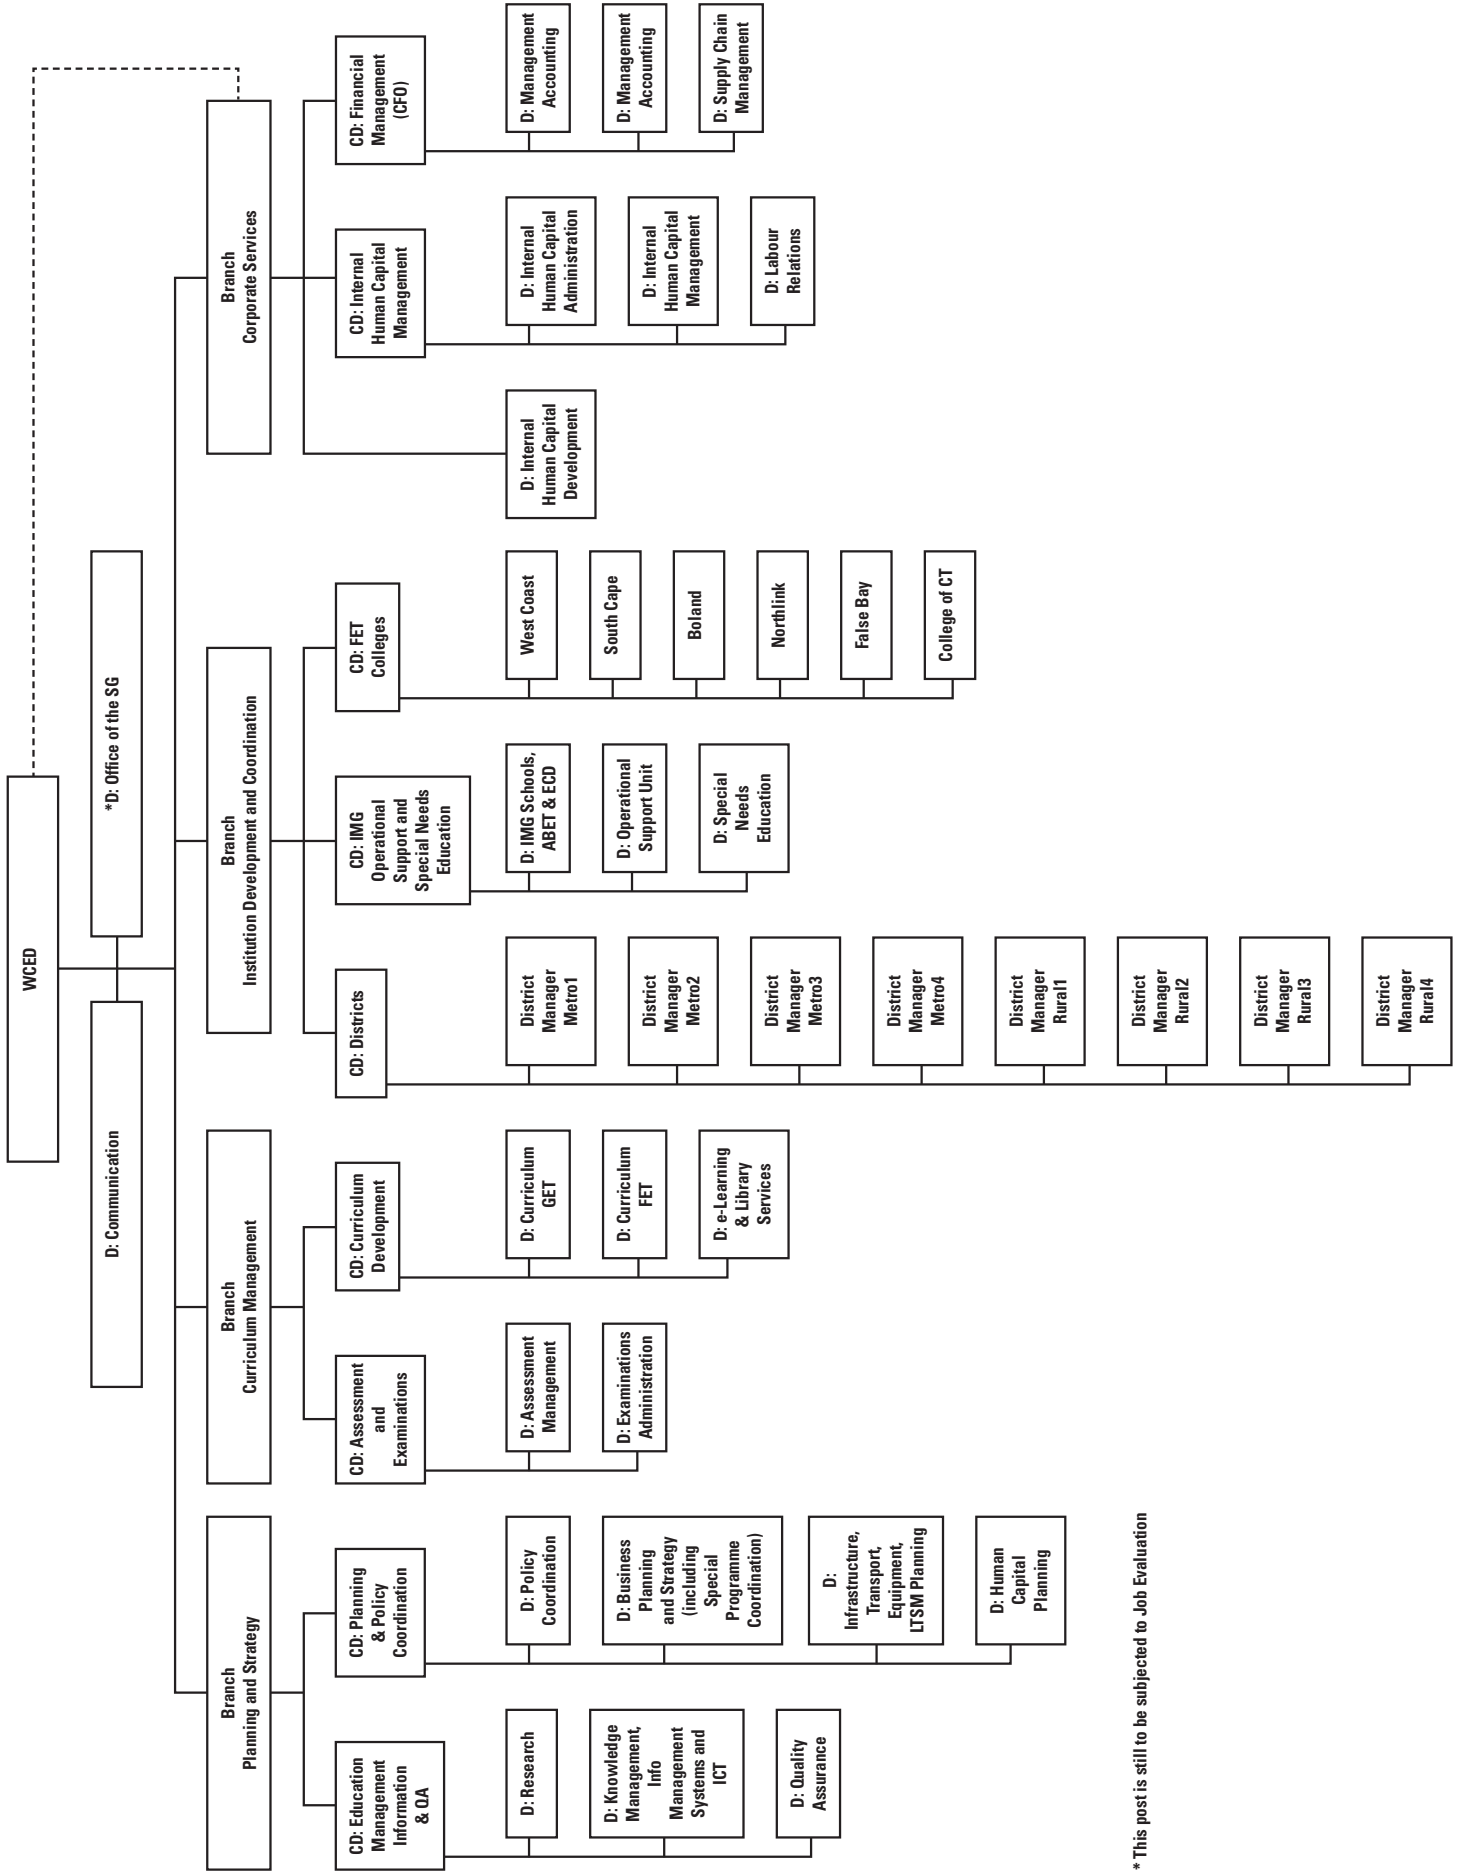 WCED
D: Communication
*D: Office of the SG
Branch
Planning and Strategy
Branch
Curriculum Management
Branch
Institution Development and Coordination
Branch
Corporate Services
CD: Education
Management
Information
& QA
CD: Planning
& Policy
Coordination
CD: Assessment
and
Examinations
CD: Curriculum
Development
CD: Districts
CD: IMG
Operational
Support and
Special Needs
Education
CD: FET
Colleges
CD: Internal
Human Capital
Management
CD: Financial
Management
(CFO)
D: Research
D: Knowledge
Management,
Info
Management
Systems and
ICT
D: Quality
Assurance
D: Policy
Coordination
D: Business
Planning
and Strategy
(including
Special
Programme
Coordination)
D:
Infrastructure,
Transport,
Equipment,
LTSM Planning
D: Human
Capital
Planning
D: Assessment
Management
D: Examinations
Administration
D: Curriculum
GET
D: Curriculum
FET
D: e-Learning
& Library
Services
District
Manager
Metro1
District
Manager
Metro2
District
Manager
Metro3
District
Manager
Metro4
District
Manager
Rural1
District
Manager
Rural2
District
Manager
Rural3
District
Manager
Rural4
D: IMG Schools,
ABET & ECD
D: Operational
Support Unit
D: Special
Needs
Education
West Coast
South Cape
Boland
Northlink
False Bay
College of CT
D: Internal
Human Capital
Development
D: Internal
Human Capital
Administration
D: Internal
Human Capital
Management
D: Labour
Relations
D: Management
Accounting
D: Management
Accounting
D: Supply Chain
Management
* This post is still to be subjected to Job Evaluation